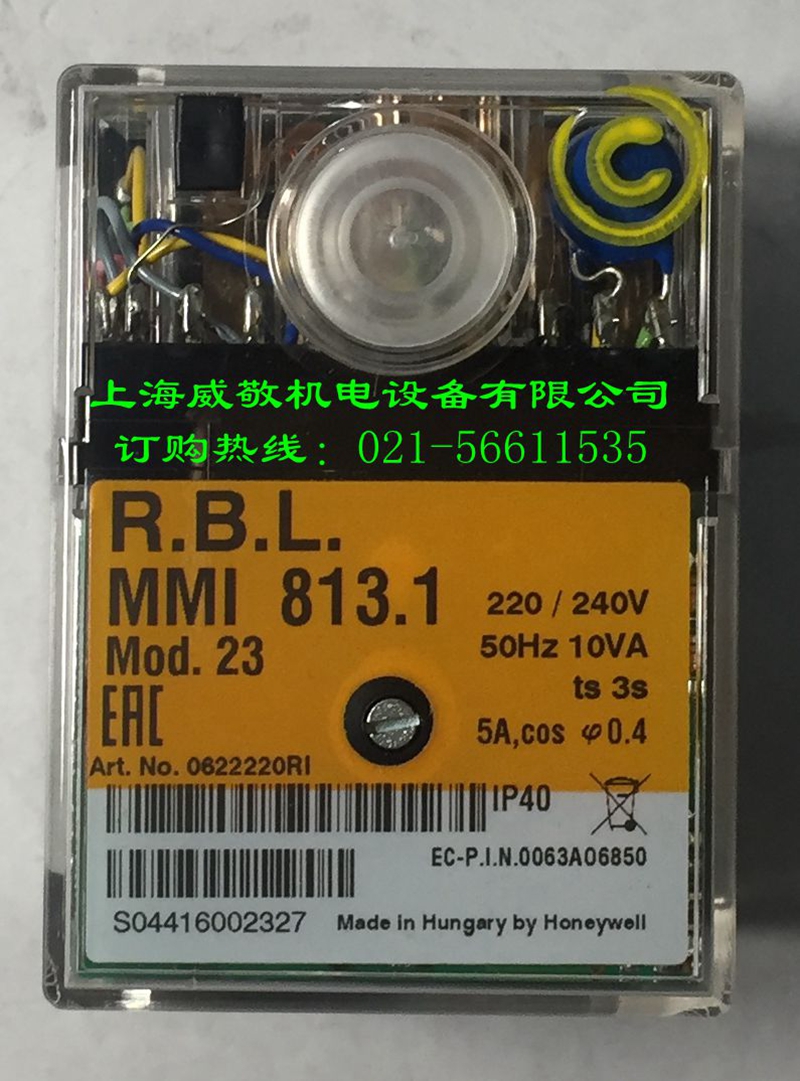 上海威敬机电设备有限公司
订购热线：021-56611535
R.B.L.
MMI 813.1
220 / 240V
Mod. 23
50Hz 10VA
ts 3s
EAC
5A,cos φ0.4
Art. No. 0622220RI
IP40
EC-P.I.N.0063A06850
S04416002327 Made in Hungary by Honeywell